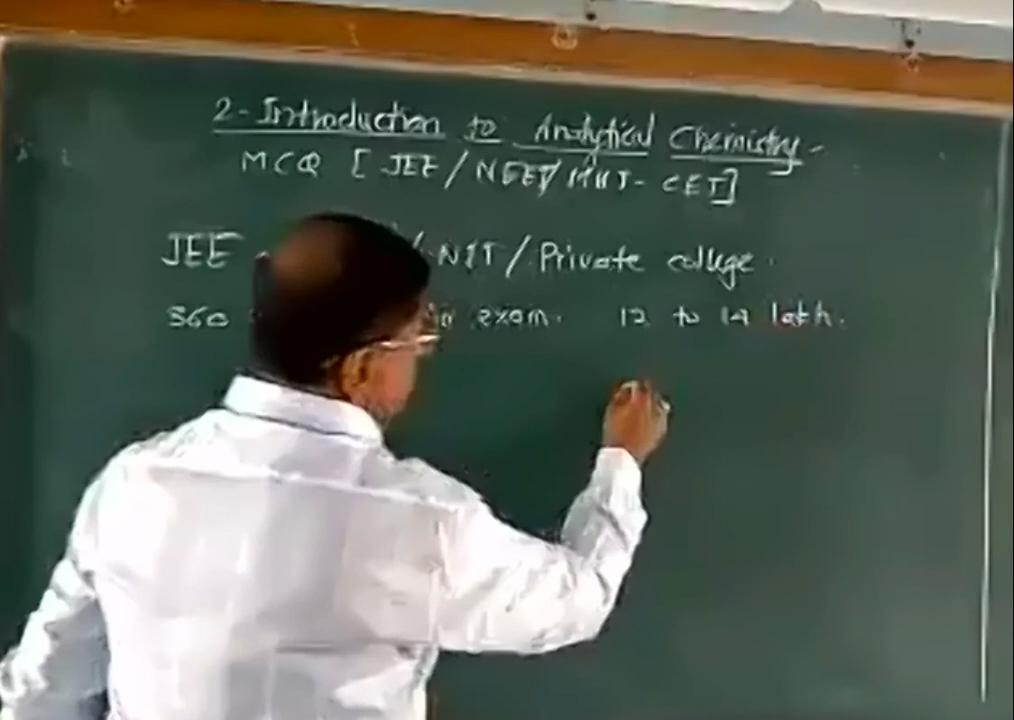 2-Introduction to Analytical Chemistry-
MCQ [JEE/NEET/MHT-CET]
JEE / NIT / Private college.
360 exam. 12 to 14 lakh.